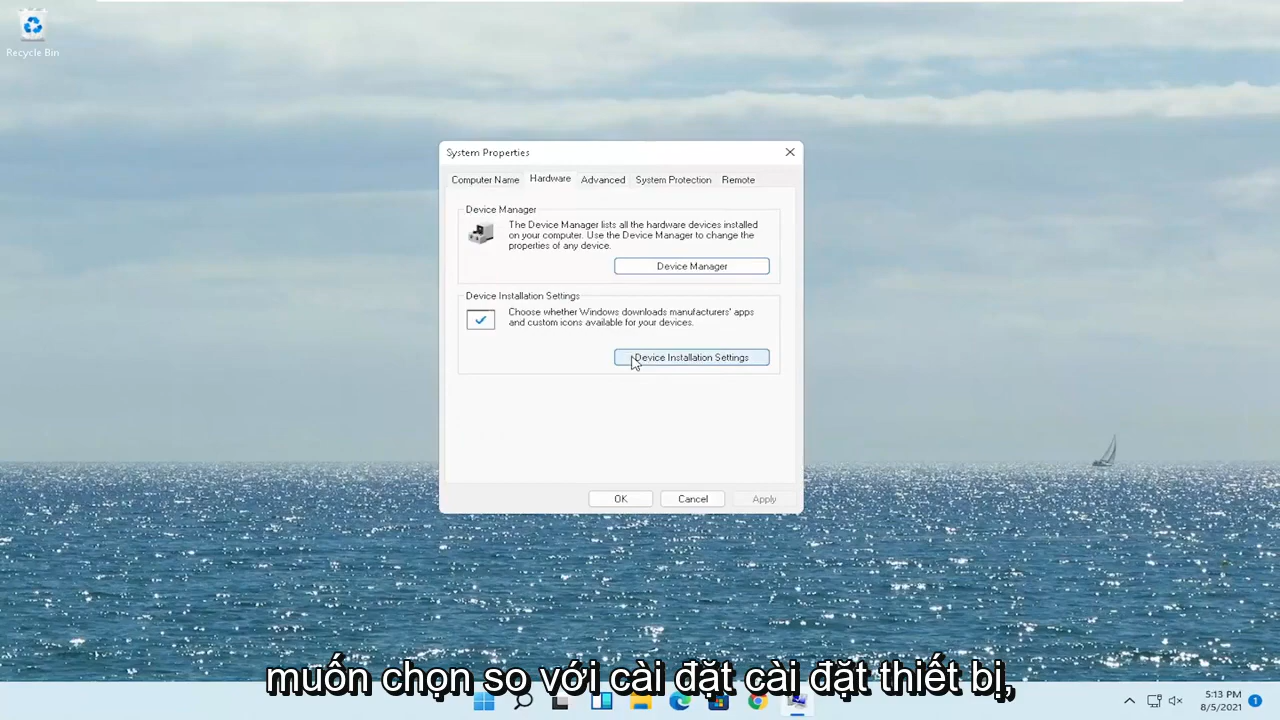 Recycle Bin
System Properties
Computer Name Hardware Advanced System Protection Remote
Device Manager
The Device Manager lists all the hardware devices installed
on your computer. Use the Device Manager to change the
properties of any device.
Device Manager
Device Installation Settings
Choose whether Windows downloads manufacturers' apps
and custom icons available for your devices.
Device Installation Settings
OK Cancel Apply
muốn chọn so với cài đặt cài đặt thiết bị,
5:13 PM
8/5/2021
1